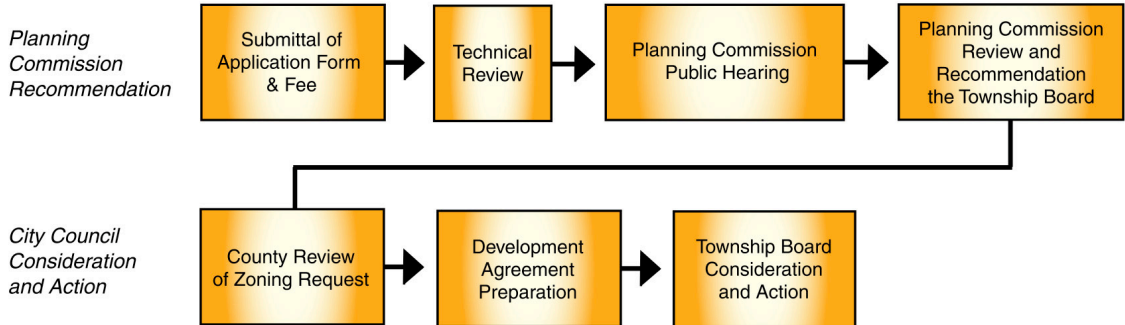 Planning
Commission
Recommendation
Submittal of
Application Form
& Fee
Technical
Review
Planning Commission
Public Hearing
Planning Commission
Review and
Recommendation
the Township Board
City Council
Consideration
and Action
County Review
of Zoning Request
Development
Agreement
Preparation
Township Board
Consideration
and Action